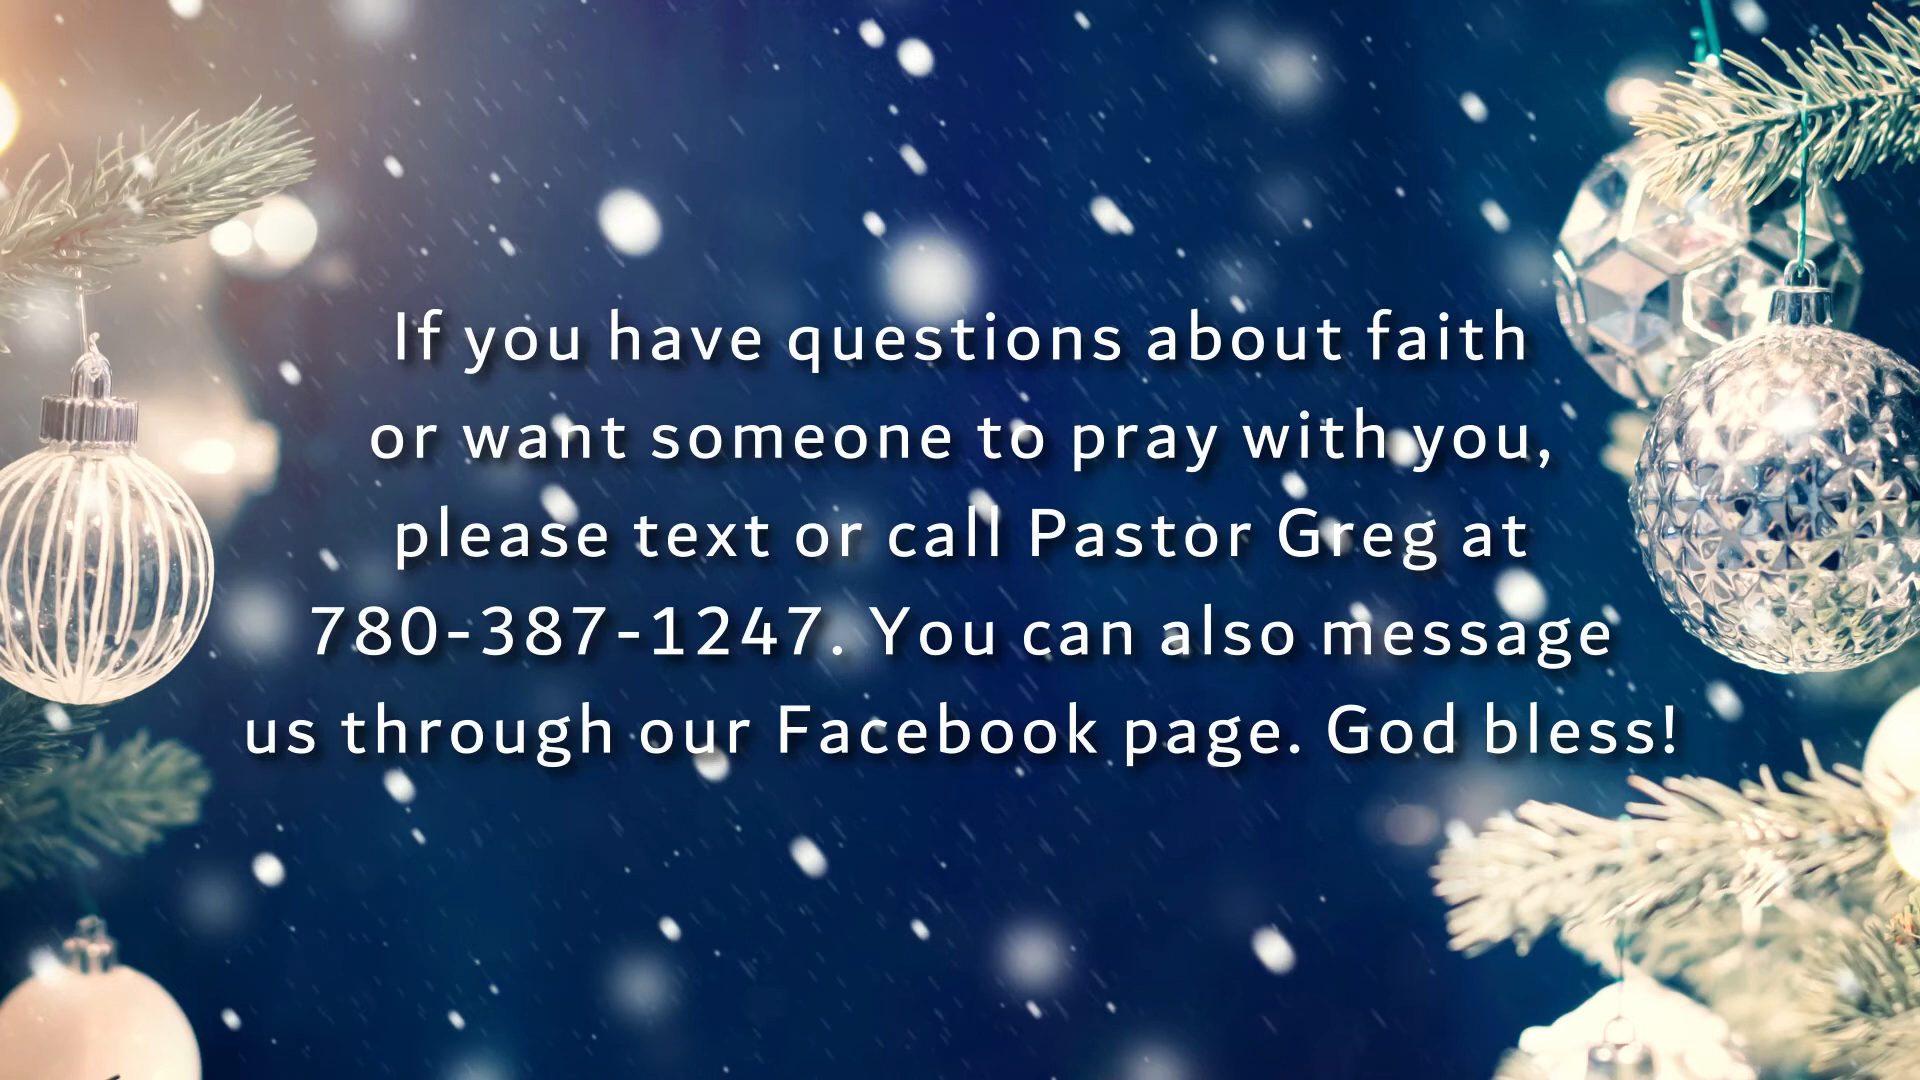 If you have questions about faith
or want someone to pray with you,
please text or call Pastor Greg at
780-387-1247. You can also message
us through our Facebook page. God bless!